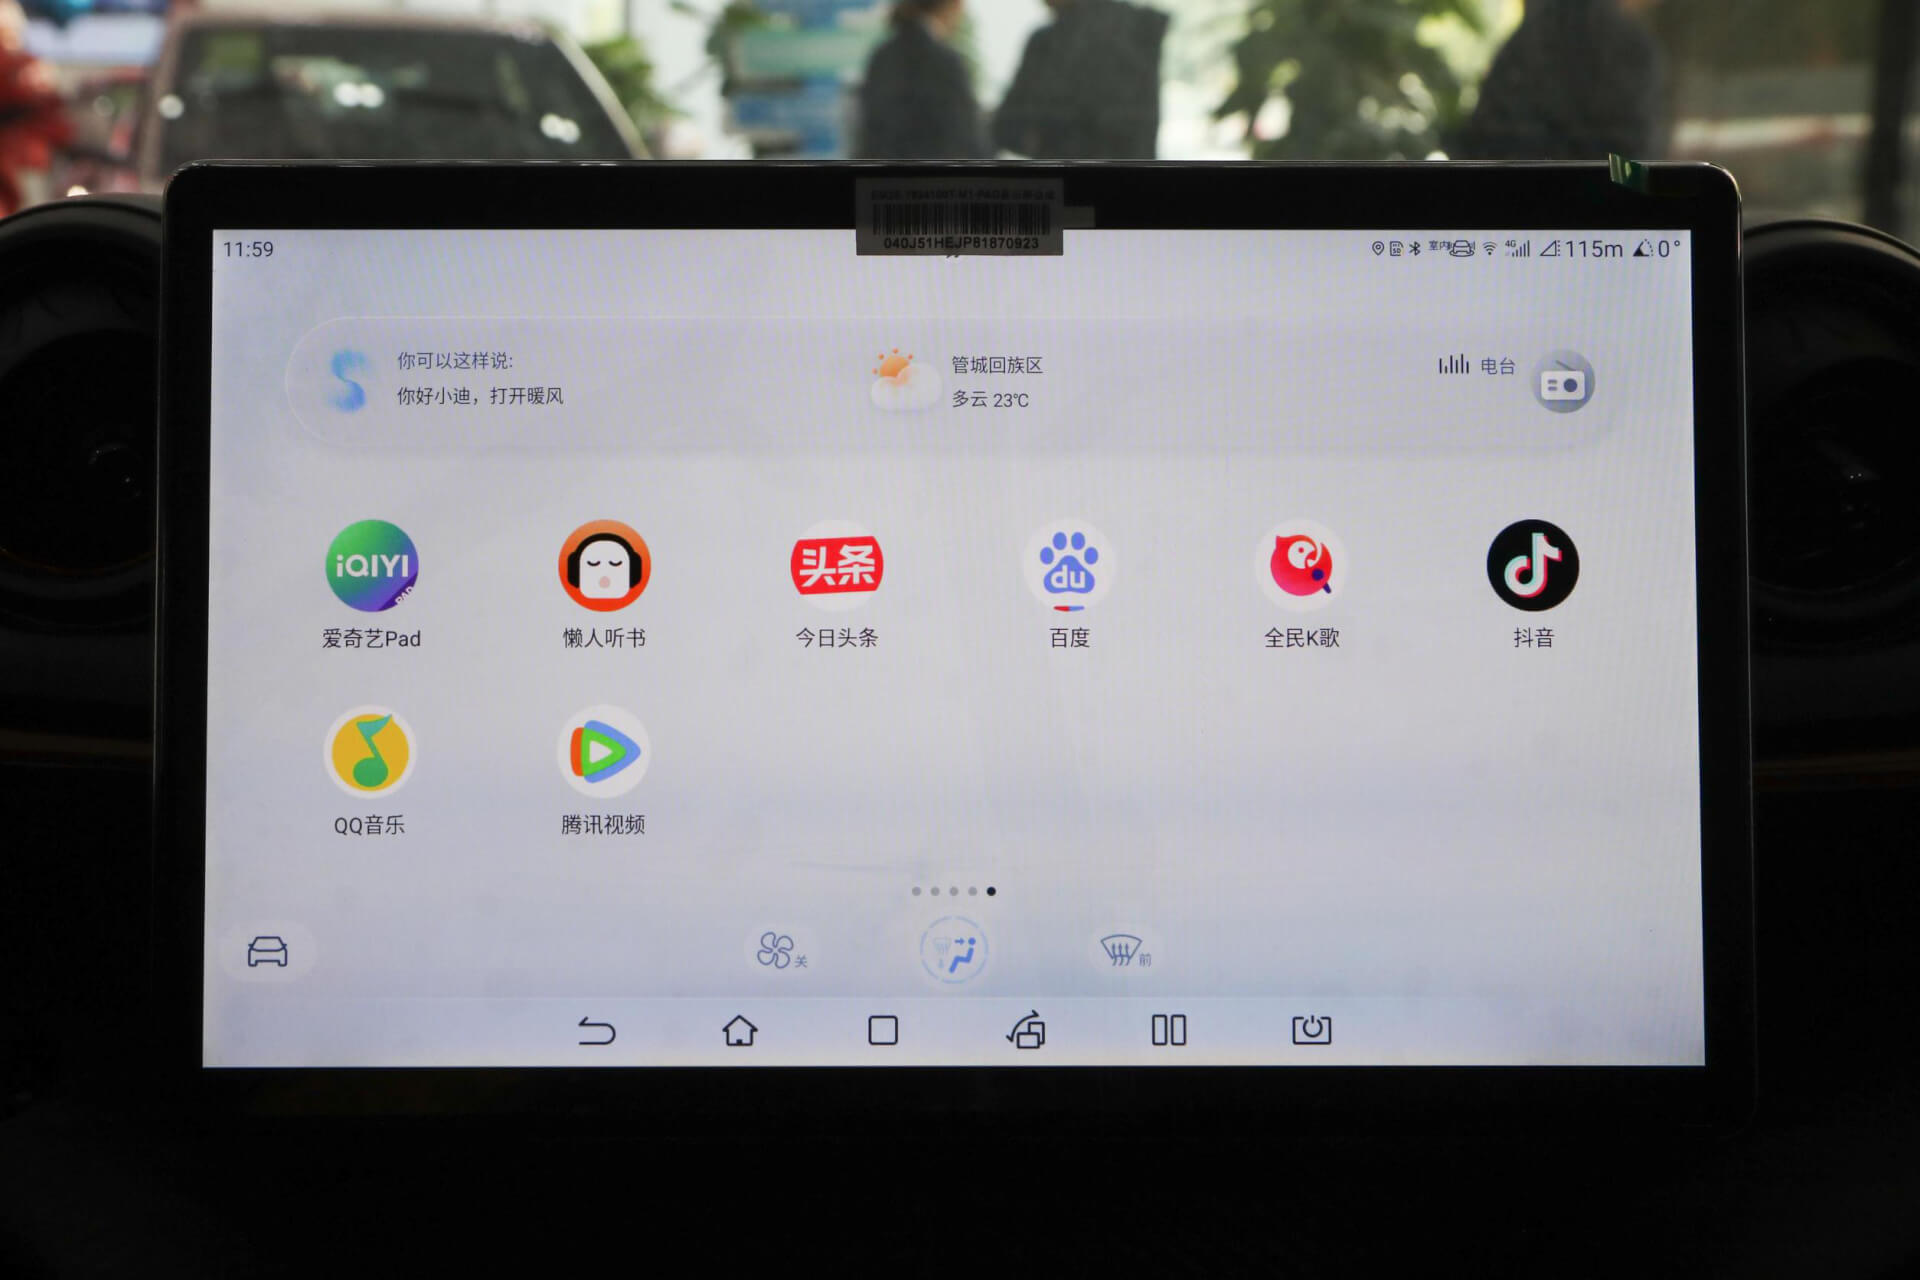 040J51HEJP81870923
11:59
室内
4G
115m
0°
你可以这样说:
你好小迪，打开暖风
管城回族区
多云 23℃
电台
iQIYI
PAD
头条
du
爱奇艺Pad
懒人听书
今日头条
百度
全民K歌
抖音
QQ音乐
腾讯视频
关
前